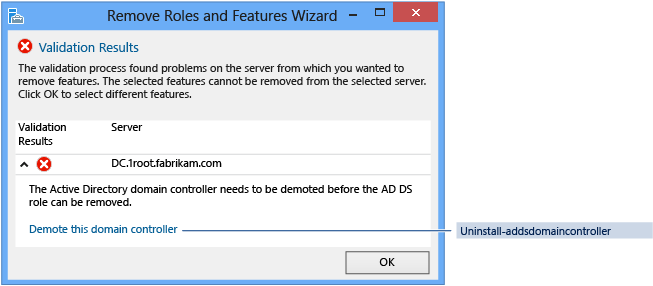 Remove Roles and Features Wizard
Validation Results
The validation process found problems on the server from which you wanted to
remove features. The selected features cannot be removed from the selected server.
Click OK to select different features.
Validation Results
Server
DC.1root.fabrikam.com
The Active Directory domain controller needs to be demoted before the AD DS
role can be removed.
Demote this domain controller
Uninstall-addsdomaincontroller
OK